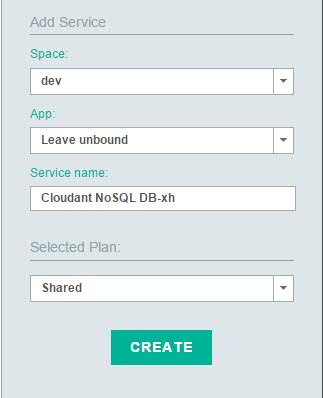 Add Service
Space:
dev
App:
Leave unbound
Service name:
Cloudant NoSQL DB-xh
Selected Plan:
Shared
CREATE